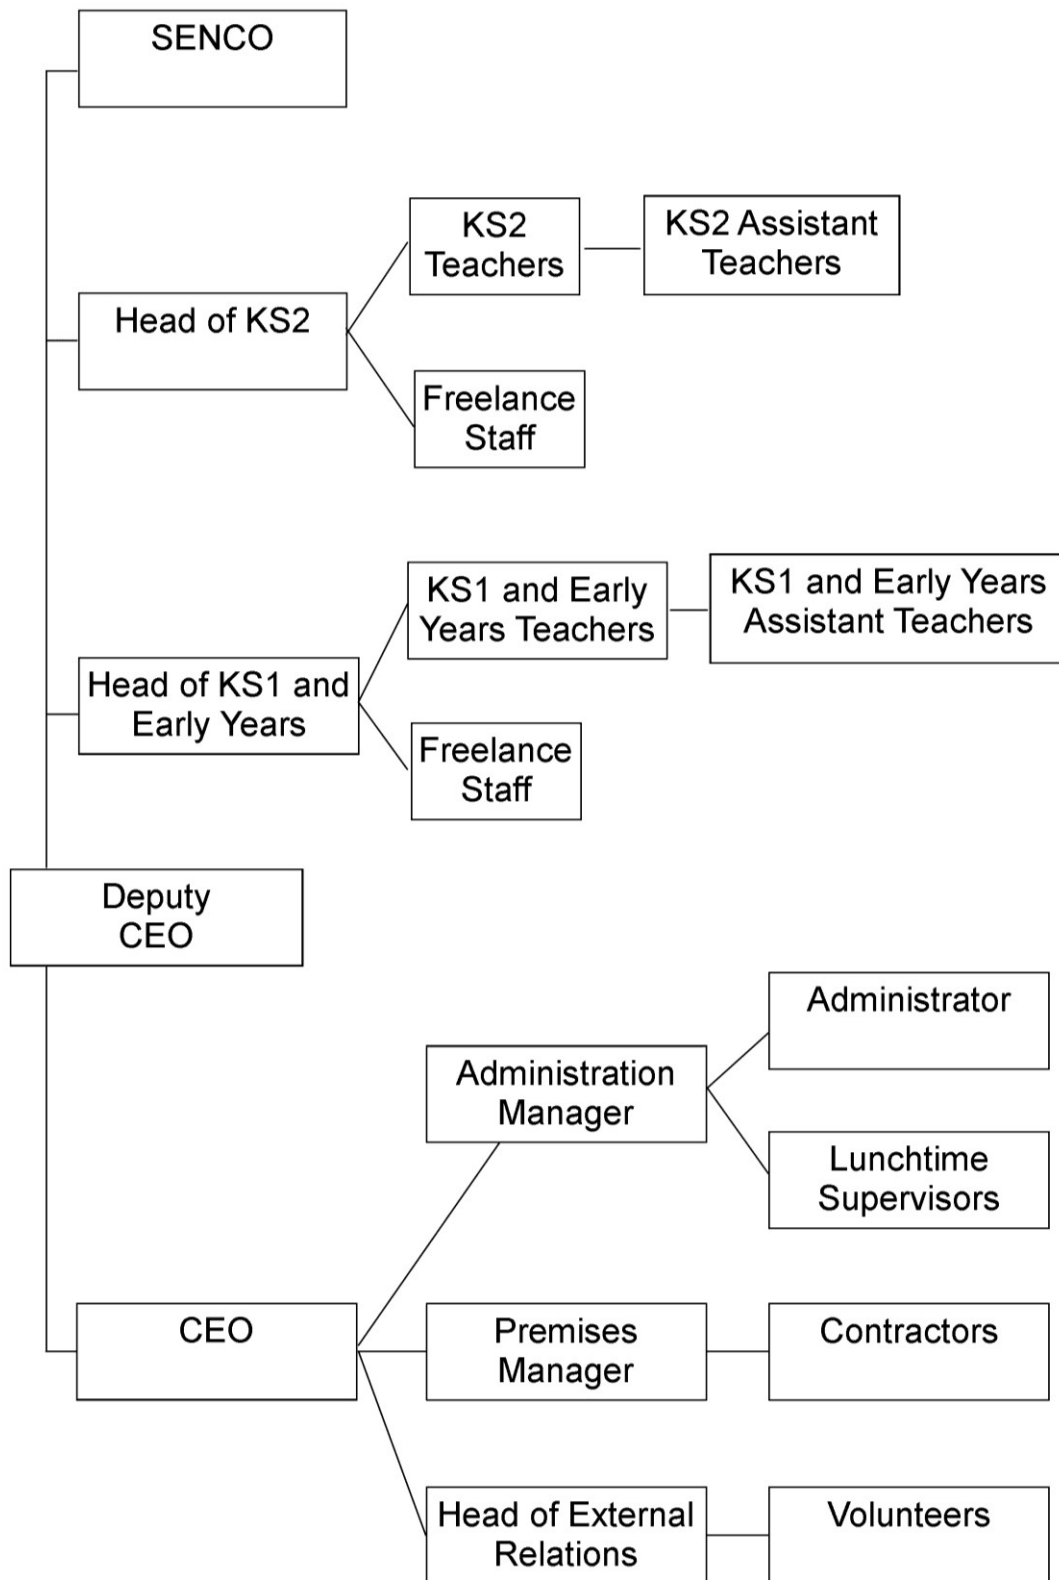 SENCO
KS2
Teachers
KS2 Assistant
Teachers
Head of KS2
Freelance
Staff
KS1 and Early
Years Teachers
KS1 and Early Years
Assistant Teachers
Head of KS1 and
Early Years
Freelance
Staff
Deputy
CEO
Administrator
Administration
Manager
Lunchtime
Supervisors
CEO
Premises
Manager
Contractors
Head of External
Relations
Volunteers